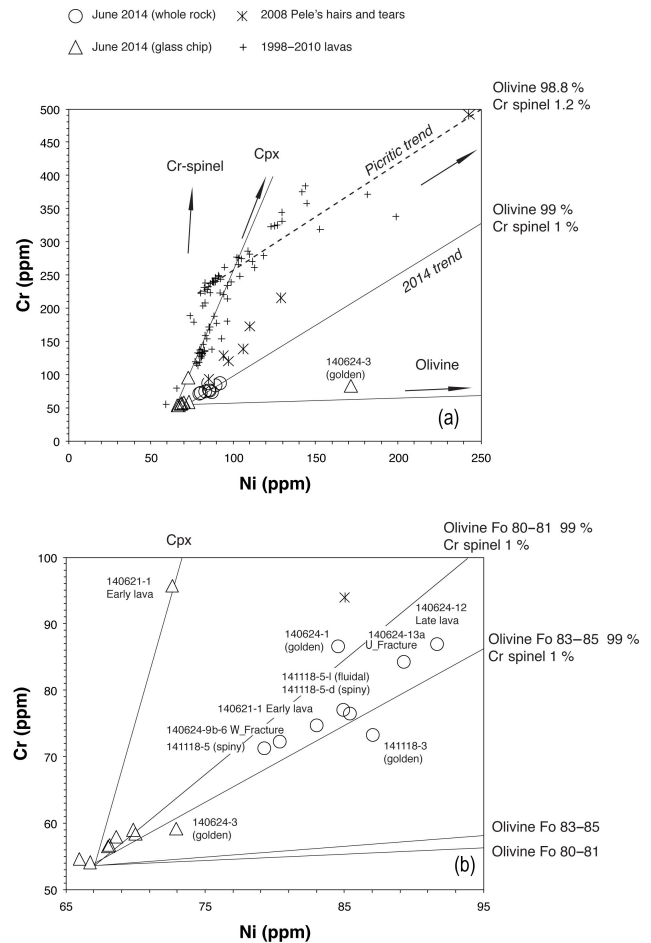 June 2014 (whole rock)
2008 Pele's hairs and tears
June 2014 (glass chip)
1998–2010 lavas
Olivine 98.8 %
Cr spinel 1.2 %
500
450
400
350
300
250
200
150
100
50
0
Cr (ppm)
Cr-spinel
Cpx
Picritic trend
Olivine 99 %
Cr spinel 1 %
2014 trend
140624-3
(golden)
Olivine
(a)
0
50
100
150
200
250
Ni (ppm)
Cpx
Olivine Fo 80–81 99 %
Cr spinel 1 %
100
90
80
70
60
50
Cr (ppm)
140621-1
Early lava
140624-12
Late lava
140624-1
(golden)
140624-13a
U_Fracture
Olivine Fo 83–85 99 %
Cr spinel 1 %
141118-5-l (fluidal)
141118-5-d (spiny)
140621-1 Early lava
140624-9b-6 W_Fracture
141118-5 (spiny)
141118-3
(golden)
140624-3
(golden)
Olivine Fo 83–85
Olivine Fo 80–81
(b)
65
75
85
95
Ni (ppm)